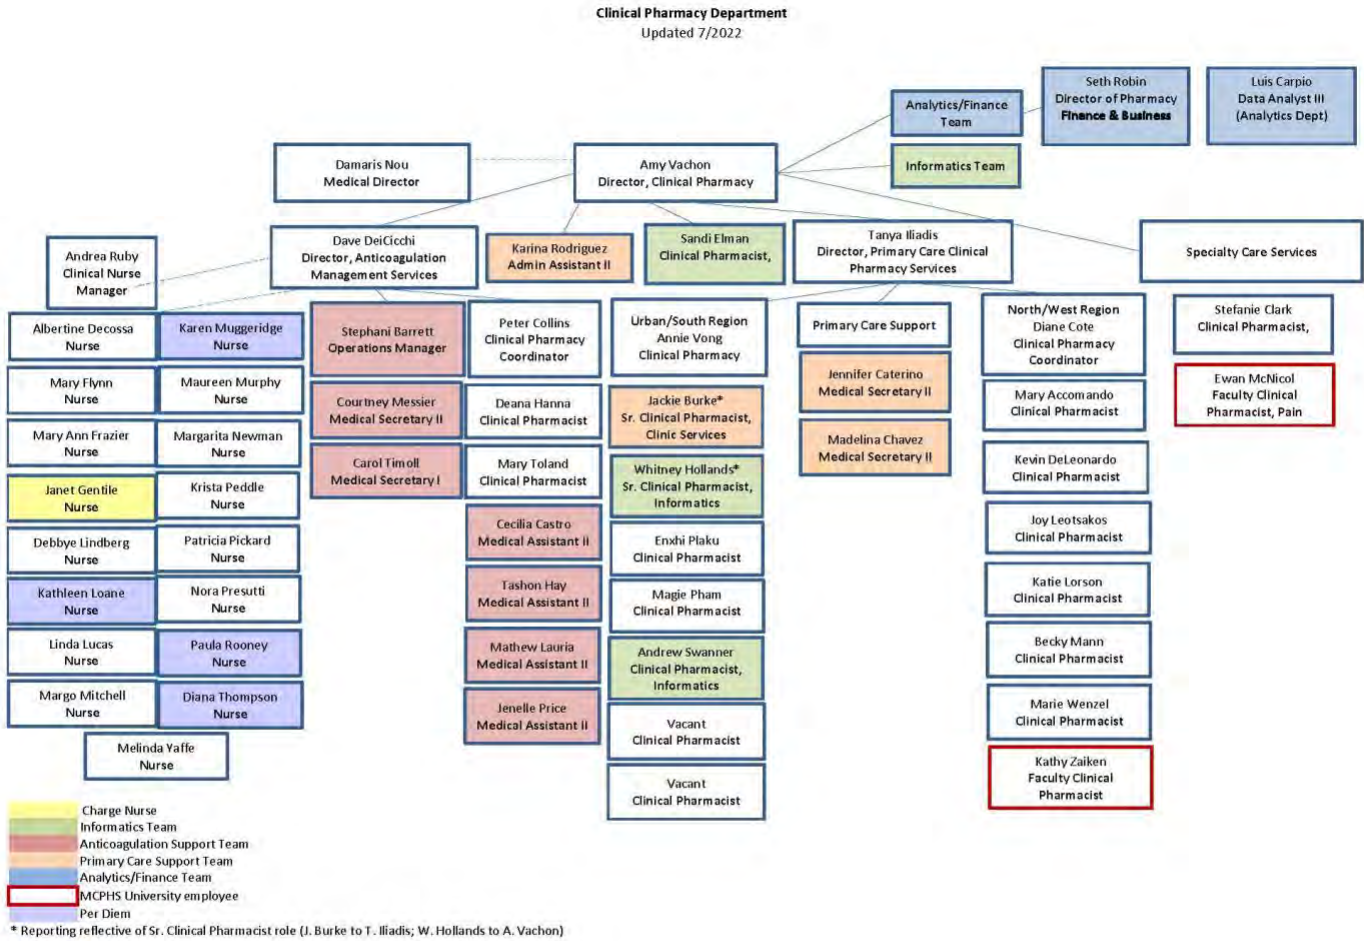 Clinical Pharmacy Department
Updated 7/2022
Seth Robin
Director of Pharmacy
Finance & Business
Luis Carpio
Data Analyst III
(Analytics Dept)
Analytics/Finance
Team
Informatics Team
Damaris Nou
Medical Director
Amy Vachon
Director, Clinical Pharmacy
Andrea Ruby
Clinical Nurse
Manager
Dave DeiCicchi
Director, Anticoagulation
Management Services
Karina Rodriguez
Admin Assistant II
Sandi Elman
Clinical Pharmacist,
Tanya Iliadis
Director, Primary Care Clinical
Pharmacy Services
Specialty Care Services
Albertine Decossa
Nurse
Mary Flynn
Nurse
Mary Ann Frazier
Nurse
Janet Gentile
Nurse
Debbye Lindberg
Nurse
Kathleen Loane
Nurse
Linda Lucas
Nurse
Margo Mitchell
Nurse
Karen Muggeridge
Nurse
Maureen Murphy
Nurse
Margarita Newman
Nurse
Krista Peddle
Nurse
Patricia Pickard
Nurse
Nora Presutti
Nurse
Paula Rooney
Nurse
Diana Thompson
Nurse
Melinda Yaffe
Nurse
Stephani Barrett
Operations Manager
Courtney Messier
Medical Secretary II
Carol Timoll
Medical Secretary I
Peter Collins
Clinical Pharmacy
Coordinator
Deana Hanna
Clinical Pharmacist
Mary Toland
Clinical Pharmacist
Cecilia Castro
Medical Assistant II
Tashon Hay
Medical Assistant II
Mathew Lauria
Medical Assistant II
Jenelle Price
Medical Assistant II
Urban/South Region
Annie Vong
Clinical Pharmacy
Jackie Burke*
Sr. Clinical Pharmacist,
Clinic Services
Whitney Hollands*
Sr. Clinical Pharmacist,
Informatics
Enxhi Plaku
Clinical Pharmacist
Magie Pham
Clinical Pharmacist
Andrew Swanner
Clinical Pharmacist,
Informatics
Vacant
Clinical Pharmacist
Vacant
Clinical Pharmacist
Primary Care Support
Jennifer Caterino
Medical Secretary II
Madelina Chavez
Medical Secretary II
North/West Region
Diane Cote
Clinical Pharmacy
Coordinator
Mary Accomando
Clinical Pharmacist
Kevin DeLeonardo
Clinical Pharmacist
Joy Leotsakos
Clinical Pharmacist
Katie Lorson
Clinical Pharmacist
Becky Mann
Clinical Pharmacist
Marie Wenzel
Clinical Pharmacist
Kathy Zaiken
Faculty Clinical
Pharmacist
Stefanie Clark
Clinical Pharmacist,
Ewan McNicol
Faculty Clinical
Pharmacist, Pain
Charge Nurse
Informatics Team
Anticoagulation Support Team
Primary Care Support Team
Analytics/Finance Team
MCPHS University employee
Per Diem
* Reporting reflective of Sr. Clinical Pharmacist role (J. Burke to T. Iliadis; W. Hollands to A. Vachon)